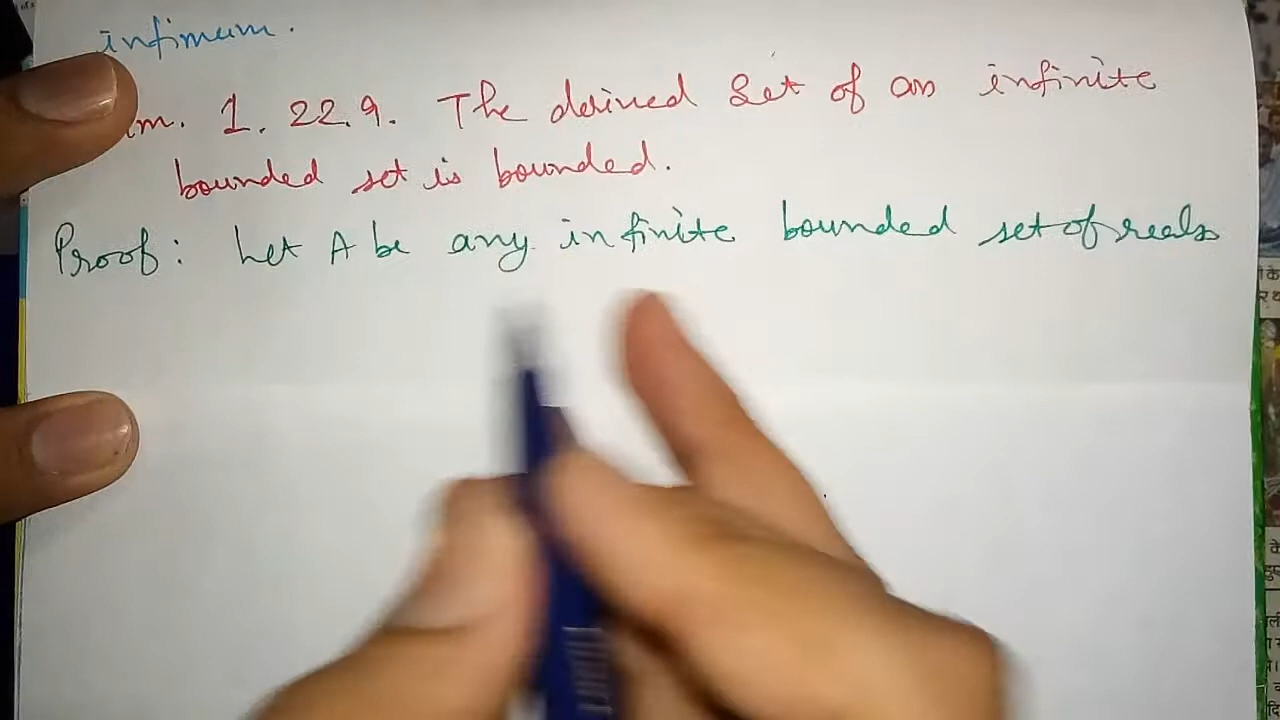 infimum.
m. 1. 22. 9. The derived Set of an infinite
bounded set is bounded.
Proof: Let A be any infinite bounded set of reals